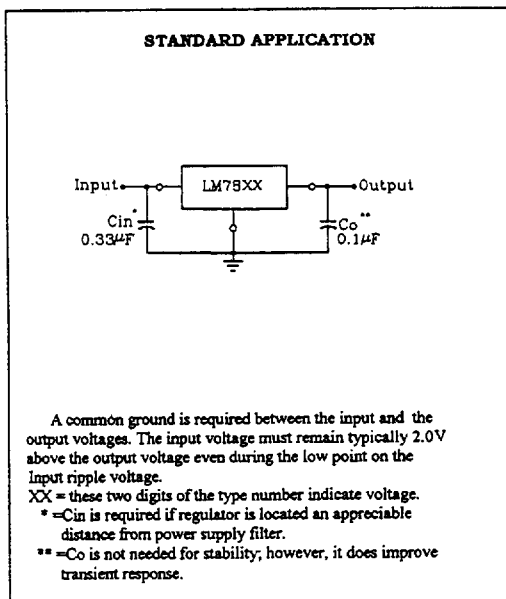 STANDARD APPLICATION
Input LM78XX Output
Cin* Co**
0.33μF 0.1μF
A common ground is required between the input and the
output voltages. The input voltage must remain typically 2.0V
above the output voltage even during the low point on the
Input ripple voltage.
XX = these two digits of the type number indicate voltage.
* =Cin is required if regulator is located an appreciable
distance from power supply filter.
** =Co is not needed for stability; however, it does improve
transient response.